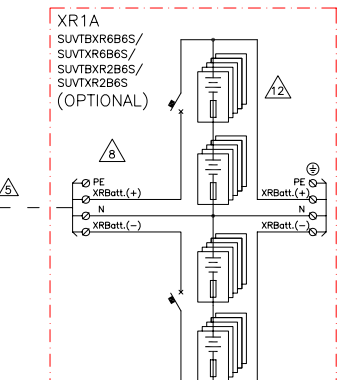 XR1A
SUVTBXR6B6S/
SUVTXR6B6S/
SUVTBXR2B6S/
SUVTXR2B6S
(OPTIONAL)
12
8
5
PE
XRBatt.(+)
N
XRBatt.(−)
PE
XRBatt.(+)
N
XRBatt.(−)